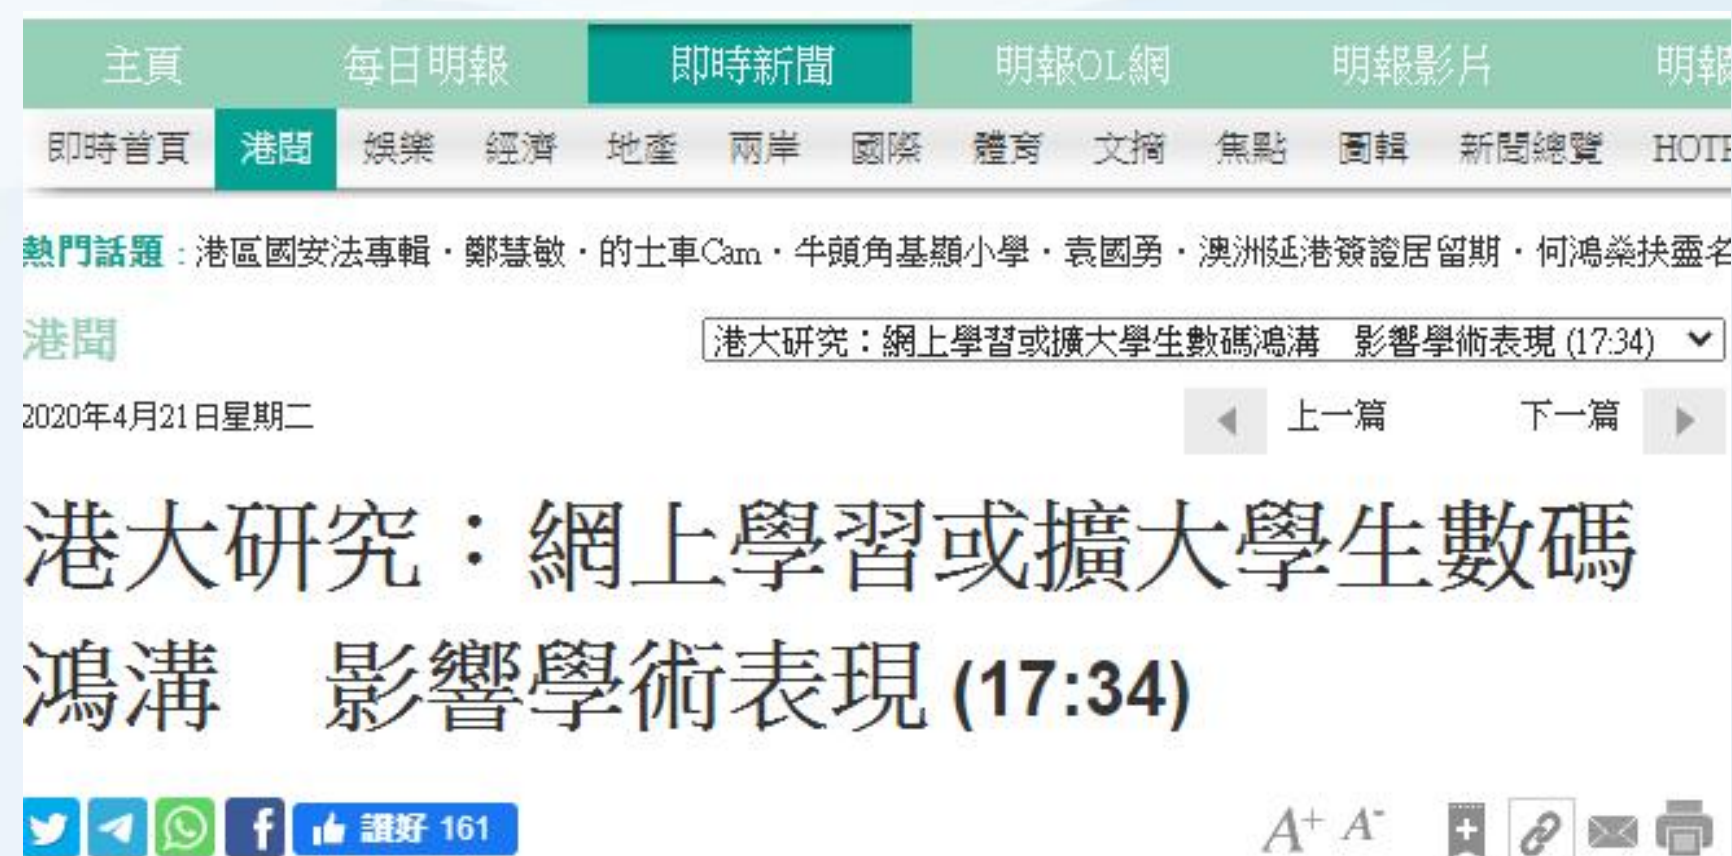 主頁 每日明報 即時新聞 明報OL網 明報影片 明報
即時首頁 港聞 娛樂 經濟 地產 兩岸 國際 體育 文摘 焦點 圖輯 新聞總覽 HOTE
熱門話題：港區國安法專輯・鄭慧敏・的士車Cam・牛頭角基顯小學・袁國勇・澳洲延港簽證居留期・何鴻燊扶靈名
港聞 港大研究：網上學習或擴大學生數碼鴻溝　影響學術表現 (17:34)
2020年4月21日星期二 上一篇 下一篇
港大研究：網上學習或擴大學生數碼
鴻溝　影響學術表現 (17:34)
讚好 161 A+ A-